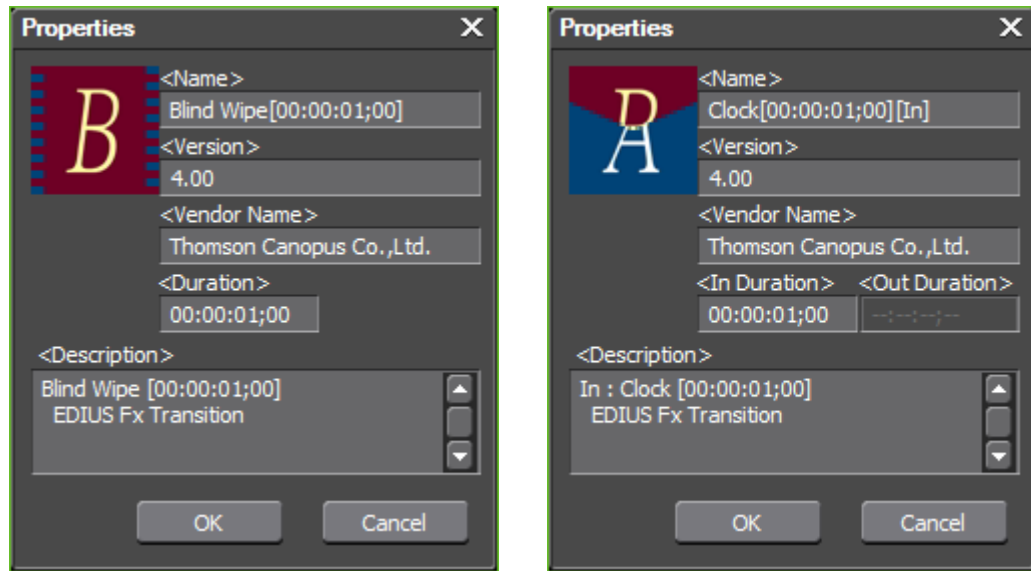 Properties
B
<Name>
Blind Wipe[00:00:01;00]
<Version>
4.00
<Vendor Name>
Thomson Canopus Co.,Ltd.
<Duration>
00:00:01;00
<Description>
Blind Wipe [00:00:01;00]
EDIUS Fx Transition
OK
Cancel
Properties
A
<Name>
Clock[00:00:01;00][In]
<Version>
4.00
<Vendor Name>
Thomson Canopus Co.,Ltd.
<In Duration> <Out Duration>
00:00:01;00 --:--:--;--
<Description>
In : Clock [00:00:01;00]
EDIUS Fx Transition
OK
Cancel